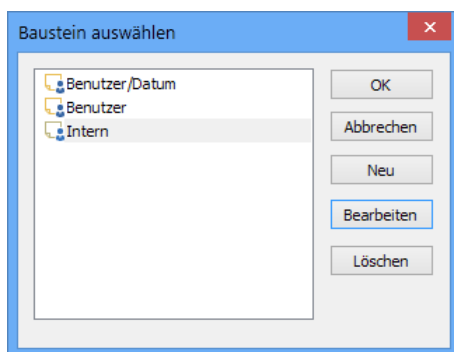 Baustein auswählen
Benutzer/Datum
Benutzer
Intern
OK
Abbrechen
Neu
Bearbeiten
Löschen